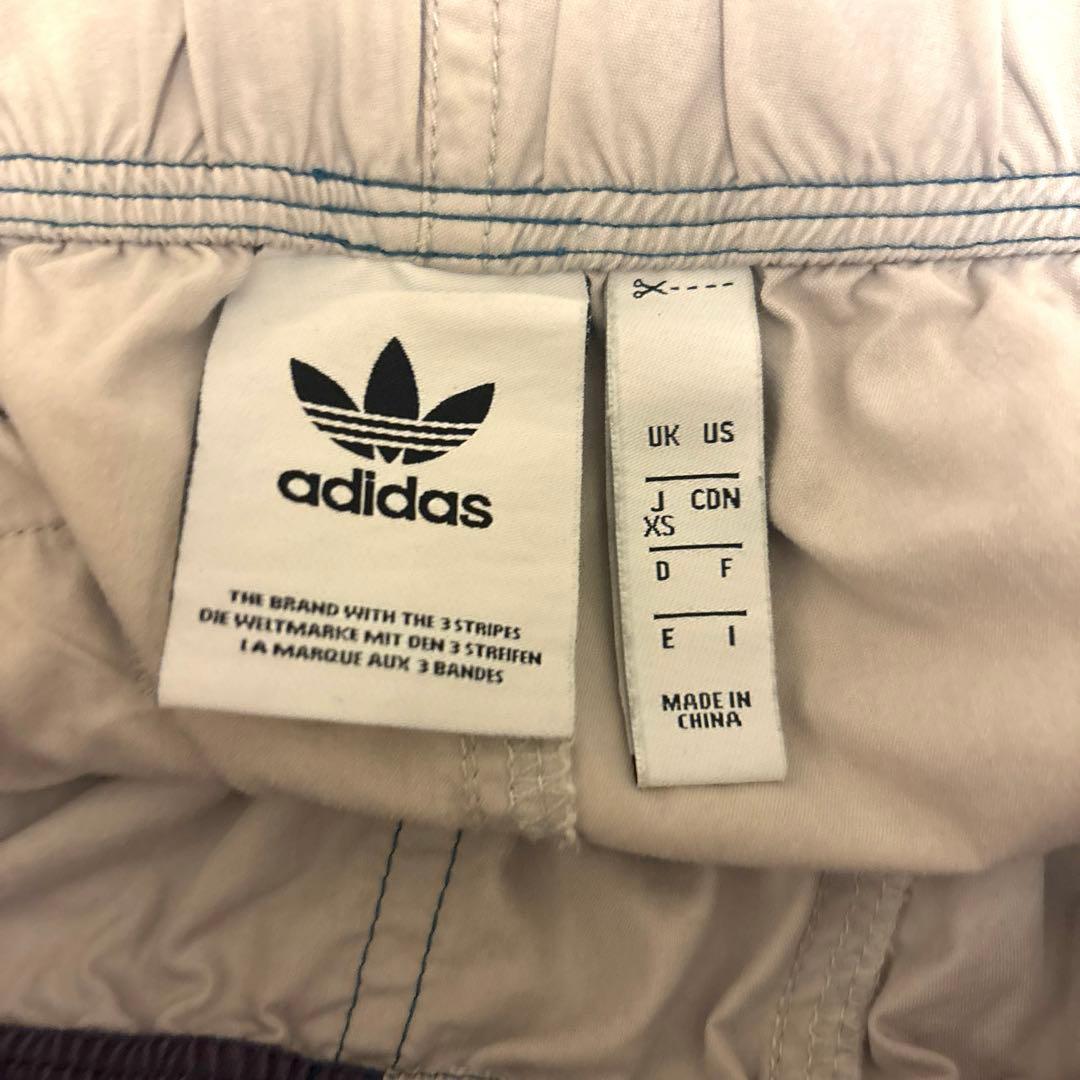 adidas
THE BRAND WITH THE 3 STRIPES
DIE WELTMARKE MIT DEN 3 STREIFEN
LA MARQUE AUX 3 BANDES
UK US
J CDN
XS
D F
E I
MADE IN
CHINA